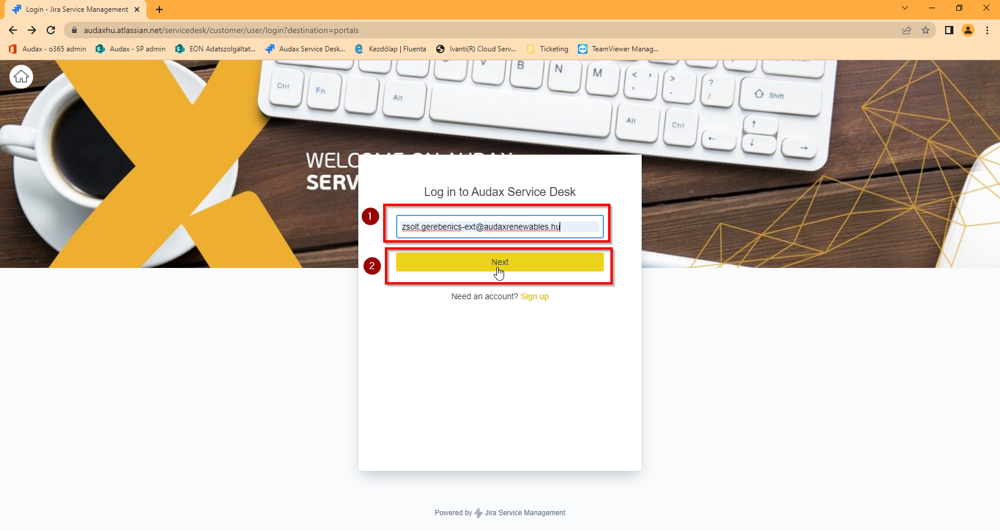 Login - Jira Service Management
audaxhu.atlassian.net/servicedesk/customer/user/login?destination=portals
Audax - o365 admin
Audax - SP admin
EON Adatszolgáltat...
Audax Service Desk...
Kezdőlap | Fluenta
Ivanti(R) Cloud Serv...
Ticketing
TeamViewer Manag...
V B N M < , > . ? /
Ctrl Fn Alt Alt Ctrl Shift
WELCOME ON AUDAX
SERV
Log in to Audax Service Desk
1
zsolt.gerebenics-ext@audaxrenewables.hu
2
Next
Need an account? Sign up
Powered by Jira Service Management